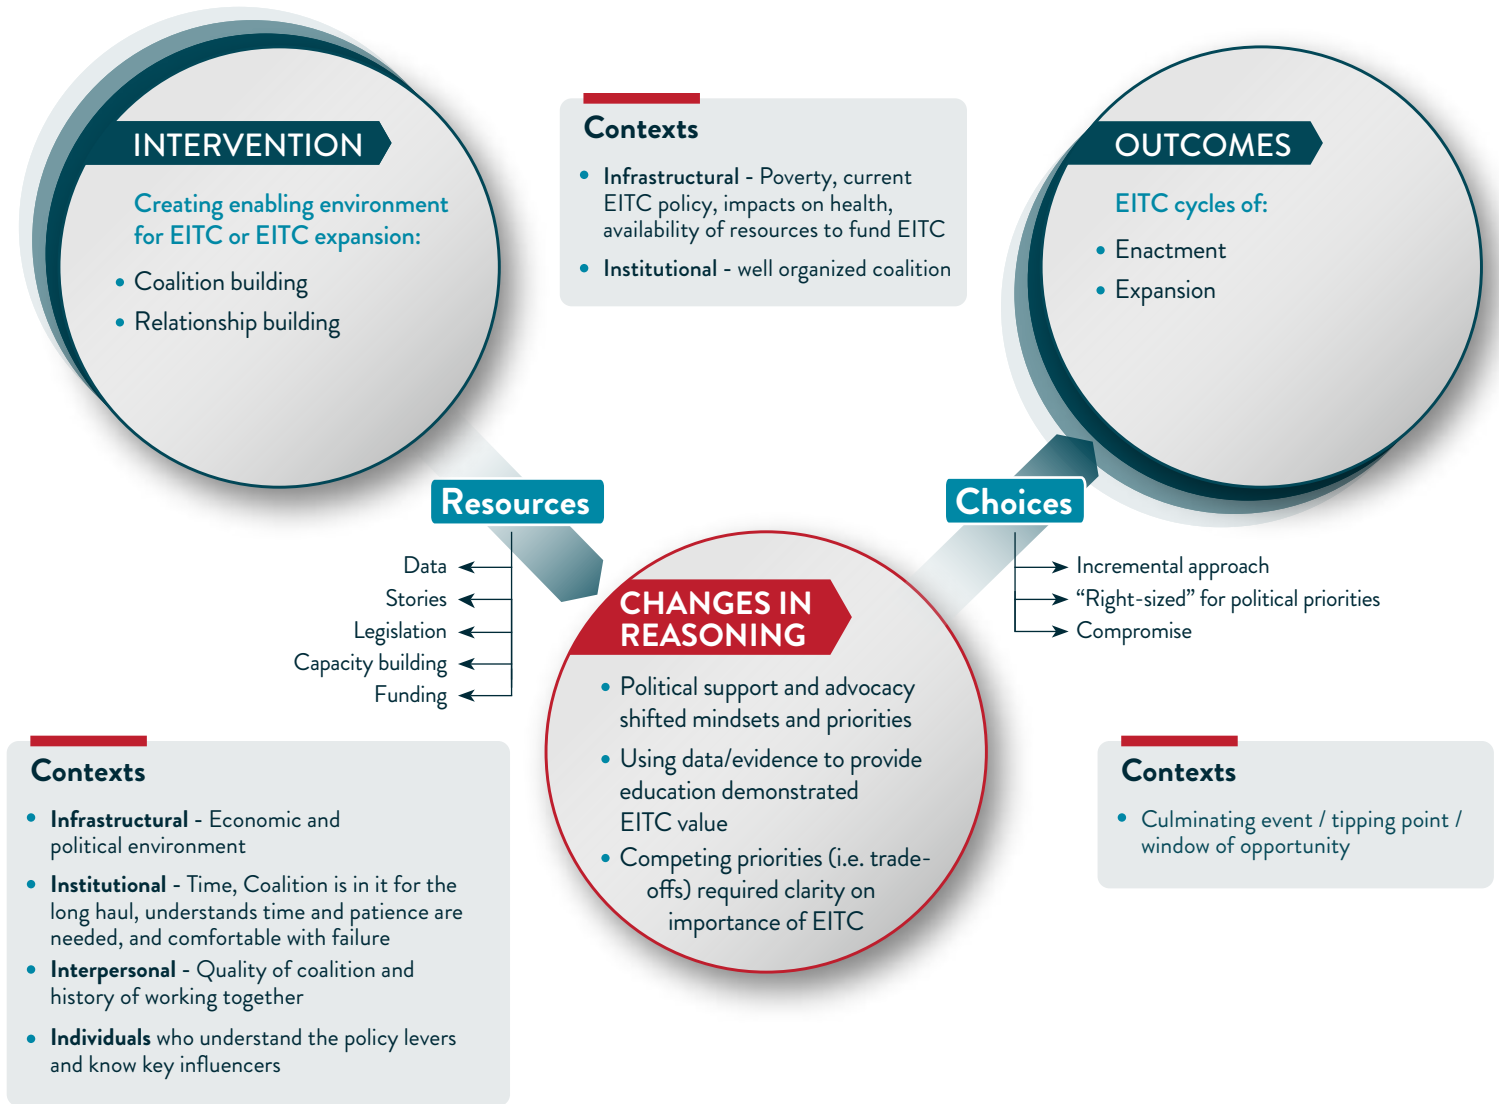 INTERVENTION
Creating enabling environment
for EITC or EITC expansion:
• Coalition building
• Relationship building
Contexts
• Infrastructural - Poverty, current
EITC policy, impacts on health,
availability of resources to fund EITC
• Institutional - well organized coalition
OUTCOMES
EITC cycles of:
• Enactment
• Expansion
Resources
Data
Stories
Legislation
Capacity building
Funding
CHANGES IN
REASONING
• Political support and advocacy
shifted mindsets and priorities
• Using data/evidence to provide
education demonstrated
EITC value
• Competing priorities (i.e. trade-
offs) required clarity on
importance of EITC
Choices
Incremental approach
“Right-sized” for political priorities
Compromise
Contexts
• Infrastructural - Economic and
political environment
• Institutional - Time, Coalition is in it for the
long haul, understands time and patience are
needed, and comfortable with failure
• Interpersonal - Quality of coalition and
history of working together
• Individuals who understand the policy levers
and know key influencers
Contexts
• Culminating event / tipping point /
window of opportunity